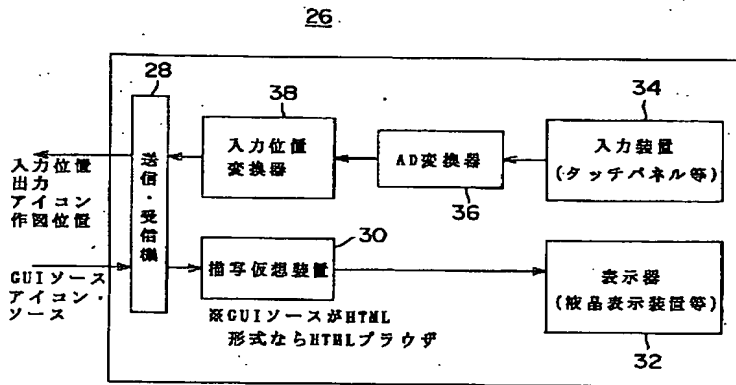 26
28
38
34
入力位置
変換器
AD変換器
36
入力装置
(タッチパネル等)
送信・受信機
入力位置
出力
アイコン
作図位置
30
描写仮想装置
表示器
(液晶表示装置等)
32
GUIソース
アイコン・
ソース
※GUIソースがHTML
形式ならHTMLブラウザ